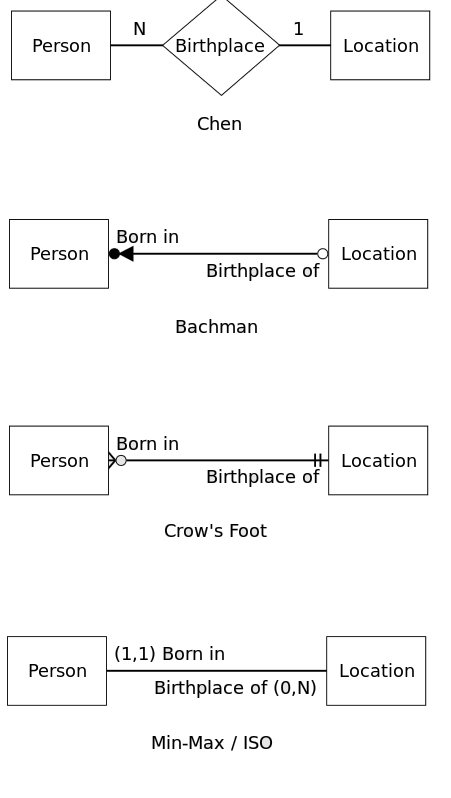 N 1
Person Birthplace Location
Chen
Born in
Person Location
Birthplace of
Bachman
Born in
Person Location
Birthplace of
Crow's Foot
(1,1) Born in
Person Location
Birthplace of (0,N)
Min-Max / ISO